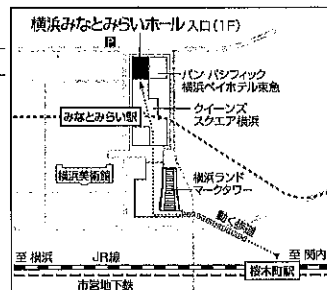 横浜みなとみらいホール 入口(1F)
P
パン パシフィック
横浜ベイホテル東急
みなとみらい駅
クイーンズ
スクエア横浜
横浜美術館
横浜ランド
マークタワー
動く歩道
至 横浜
JR線
至 関内
桜木町駅
市営地下鉄